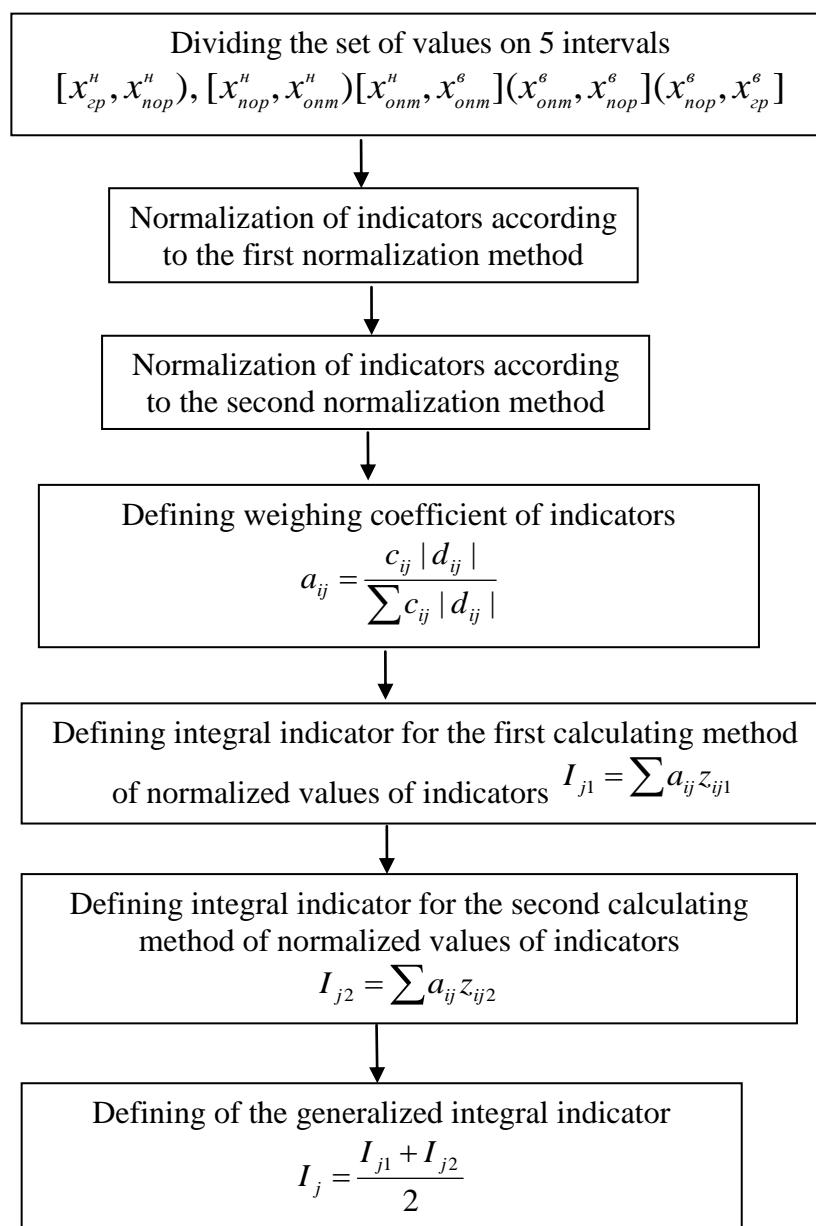 Dividing the set of values on 5 intervals
[x^н_гр, x^н_пор), [x^н_пор, x^н_опт)[x^н_опт, x^в_опт](x^в_опт, x^в_пор](x^в_пор, x^в_гр]
Normalization of indicators according
to the first normalization method
Normalization of indicators according
to the second normalization method
Defining weighing coefficient of indicators
a_ij = c_ij | d_ij | / ∑ c_ij | d_ij |
Defining integral indicator for the first calculating method
of normalized values of indicators I_j1 = ∑ a_ij z_ij1
Defining integral indicator for the second calculating
method of normalized values of indicators
I_j2 = ∑ a_ij z_ij2
Defining of the generalized integral indicator
I_j = (I_j1 + I_j2) / 2